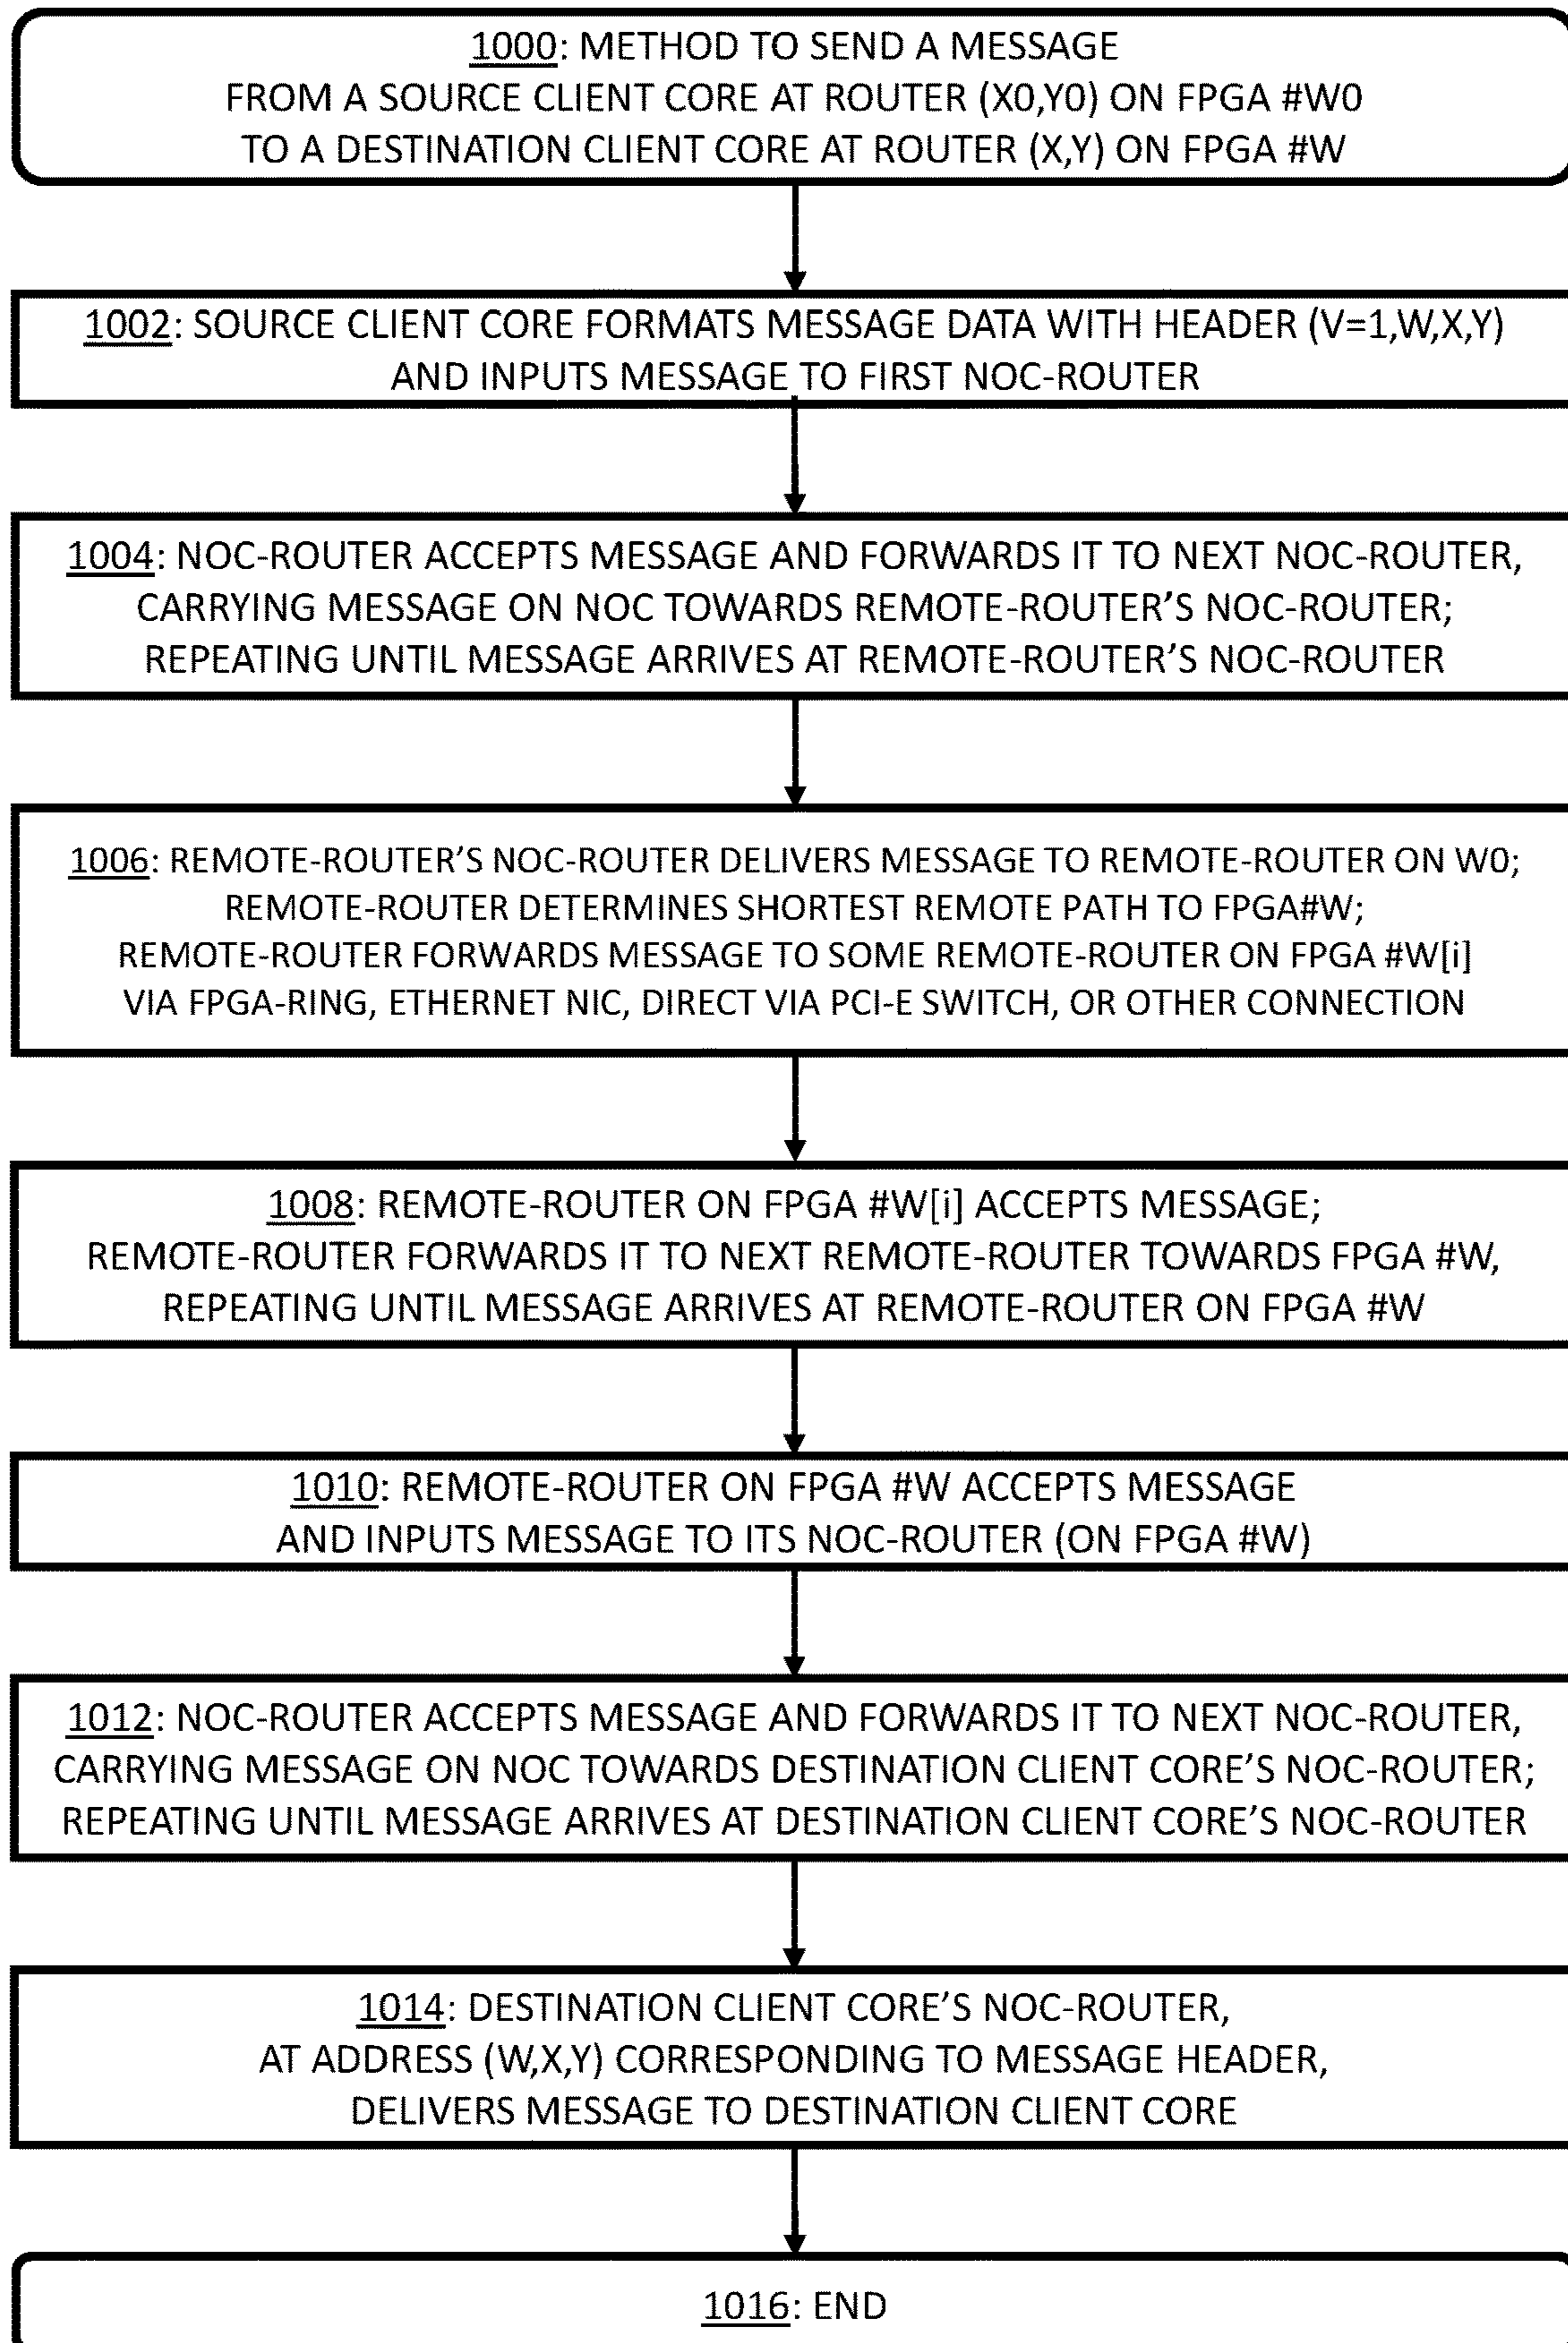 1000: METHOD TO SEND A MESSAGE
FROM A SOURCE CLIENT CORE AT ROUTER (X0,Y0) ON FPGA #W0
TO A DESTINATION CLIENT CORE AT ROUTER (X,Y) ON FPGA #W
1002: SOURCE CLIENT CORE FORMATS MESSAGE DATA WITH HEADER (V=1,W,X,Y)
AND INPUTS MESSAGE TO FIRST NOC-ROUTER
1004: NOC-ROUTER ACCEPTS MESSAGE AND FORWARDS IT TO NEXT NOC-ROUTER,
CARRYING MESSAGE ON NOC TOWARDS REMOTE-ROUTER'S NOC-ROUTER;
REPEATING UNTIL MESSAGE ARRIVES AT REMOTE-ROUTER'S NOC-ROUTER
1006: REMOTE-ROUTER'S NOC-ROUTER DELIVERS MESSAGE TO REMOTE-ROUTER ON W0;
REMOTE-ROUTER DETERMINES SHORTEST REMOTE PATH TO FPGA#W;
REMOTE-ROUTER FORWARDS MESSAGE TO SOME REMOTE-ROUTER ON FPGA #W[i]
VIA FPGA-RING, ETHERNET NIC, DIRECT VIA PCI-E SWITCH, OR OTHER CONNECTION
1008: REMOTE-ROUTER ON FPGA #W[i] ACCEPTS MESSAGE;
REMOTE-ROUTER FORWARDS IT TO NEXT REMOTE-ROUTER TOWARDS FPGA #W,
REPEATING UNTIL MESSAGE ARRIVES AT REMOTE-ROUTER ON FPGA #W
1010: REMOTE-ROUTER ON FPGA #W ACCEPTS MESSAGE
AND INPUTS MESSAGE TO ITS NOC-ROUTER (ON FPGA #W)
1012: NOC-ROUTER ACCEPTS MESSAGE AND FORWARDS IT TO NEXT NOC-ROUTER,
CARRYING MESSAGE ON NOC TOWARDS DESTINATION CLIENT CORE'S NOC-ROUTER;
REPEATING UNTIL MESSAGE ARRIVES AT DESTINATION CLIENT CORE'S NOC-ROUTER
1014: DESTINATION CLIENT CORE'S NOC-ROUTER,
AT ADDRESS (W,X,Y) CORRESPONDING TO MESSAGE HEADER,
DELIVERS MESSAGE TO DESTINATION CLIENT CORE
1016: END